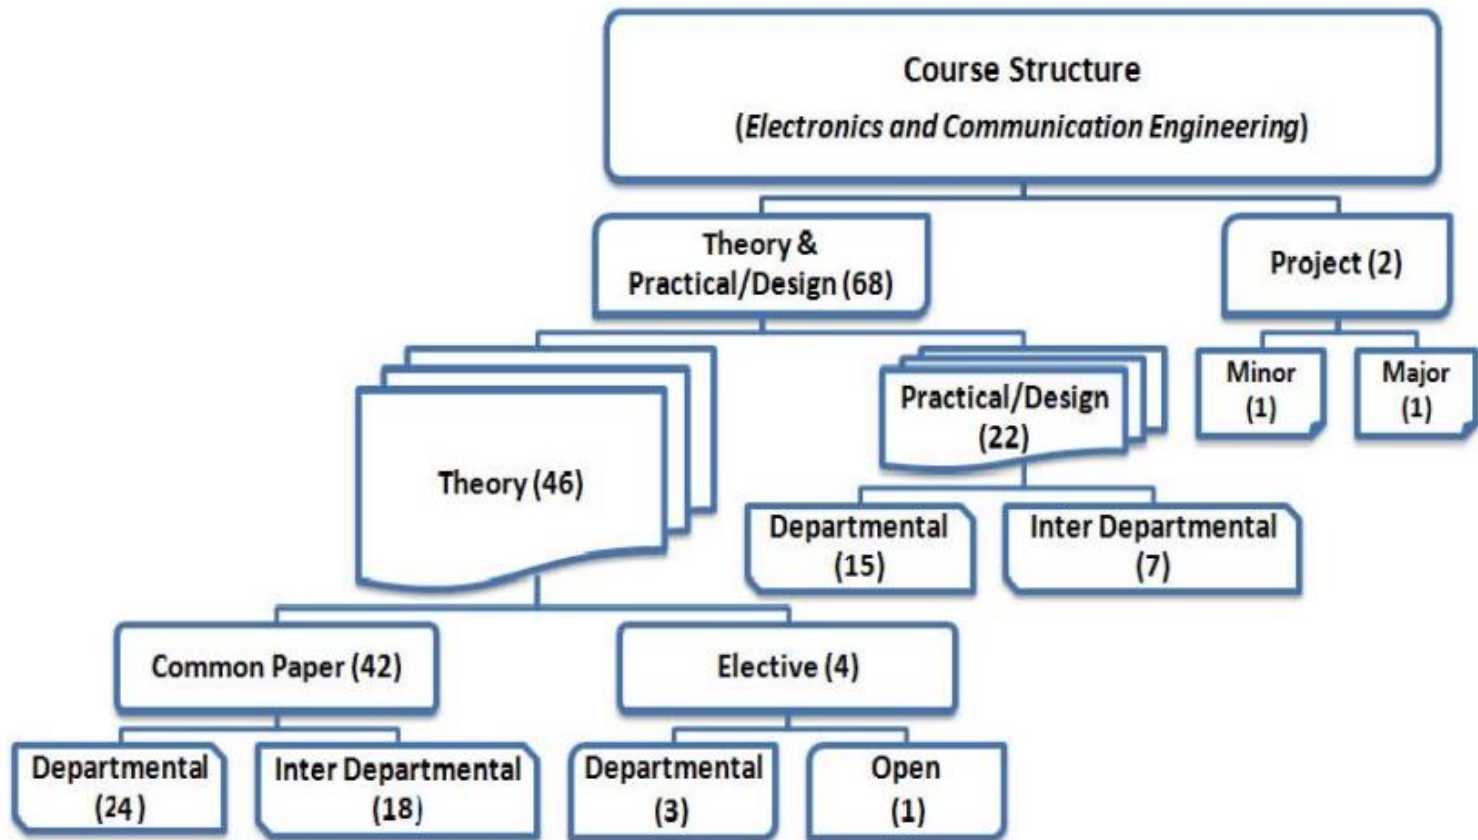 Course Structure
(Electronics and Communication Engineering)
Theory &
Practical/Design (68)
Project (2)
Minor
(1)
Major
(1)
Practical/Design
(22)
Theory (46)
Departmental
(15)
Inter Departmental
(7)
Common Paper (42)
Elective (4)
Departmental
(24)
Inter Departmental
(18)
Departmental
(3)
Open
(1)